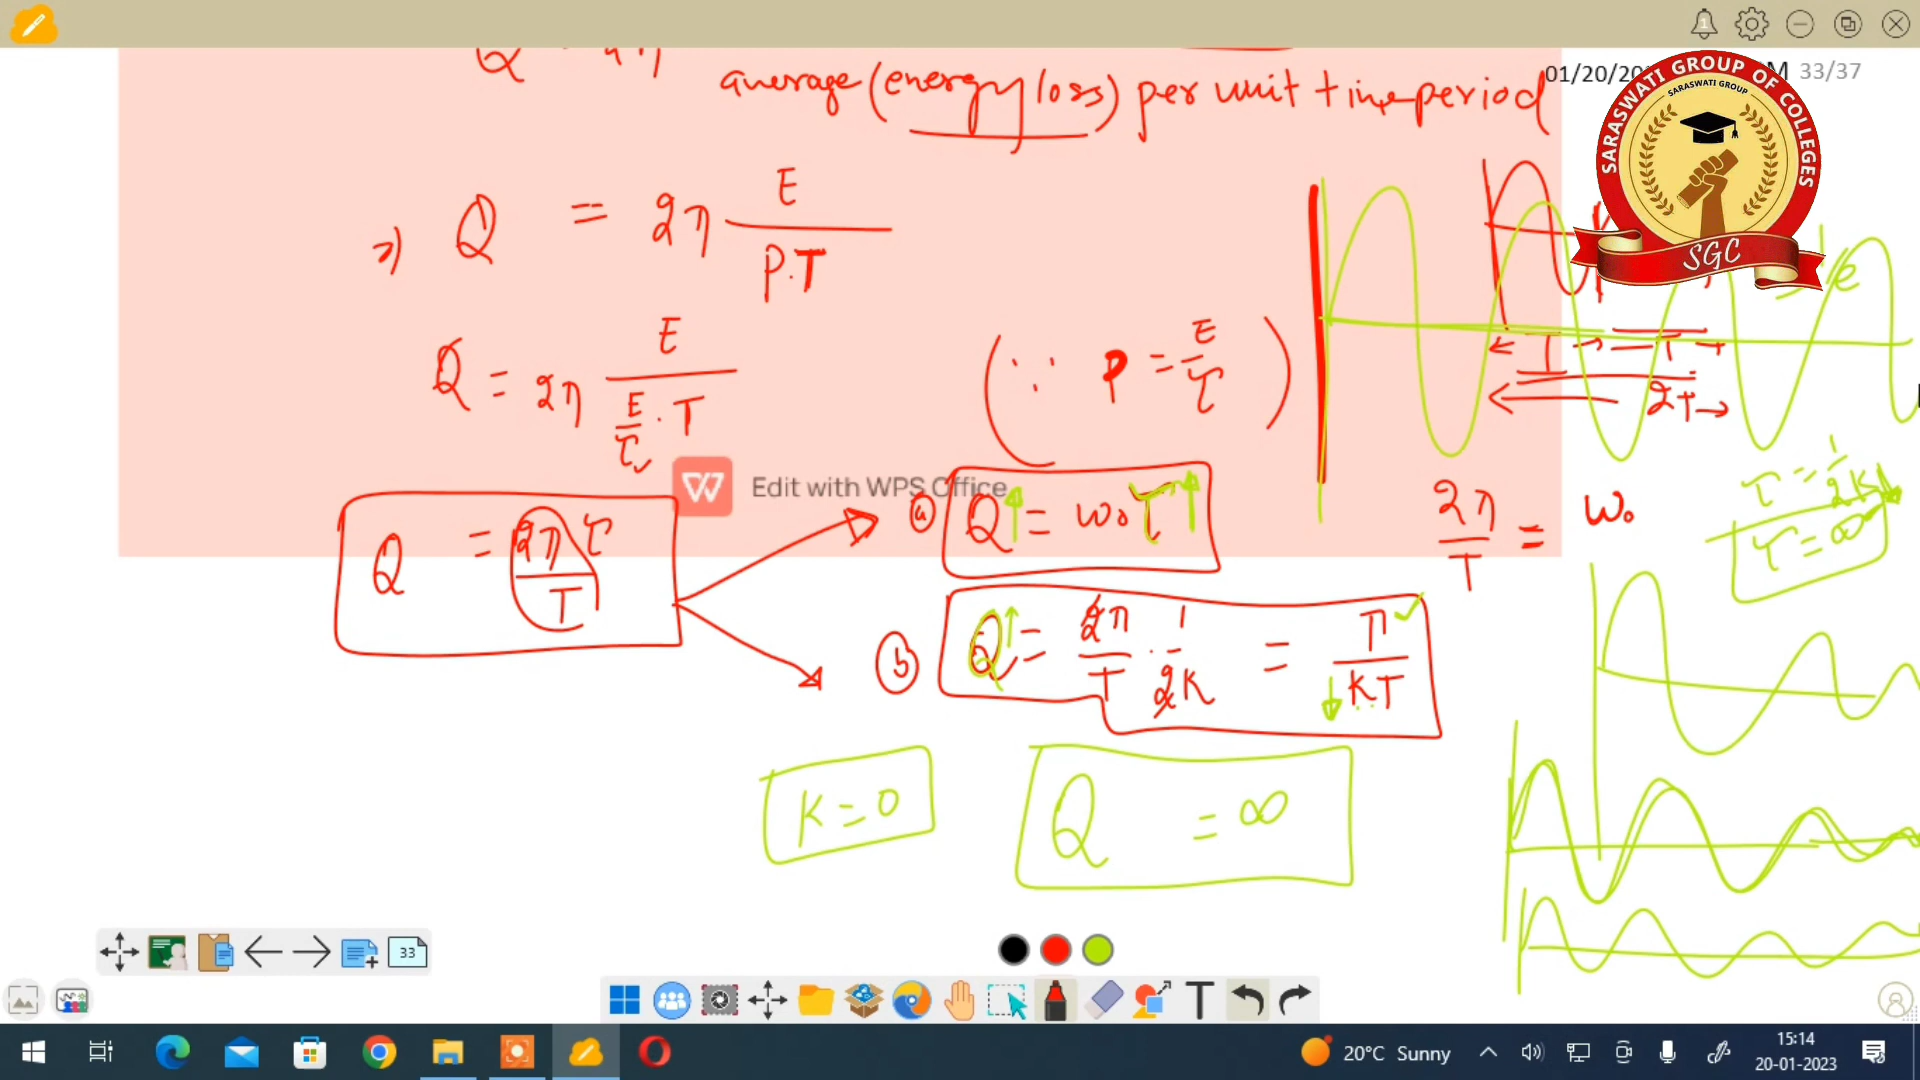 average (energy loss) per unit time period
01/20/20 M 33/37
SARASWATI GROUP OF COLLEGES
SARASWATI GROUP
SGC
⇒ Q = 2π E / P.T
Q = 2π E / (E/τ . T)
(∵ P = E/τ)
1/e
T T
2T
Edit with WPS Office
Q = 2π τ / T
(a) Q↑ = ω₀ τ↑
2π / T = ω₀
τ = 1/2K
τ = ∞
(b) Q↑ = 2π/T . 1/2K = π / KT
K = 0
Q = ∞
33
20°C Sunny
15:14
20-01-2023